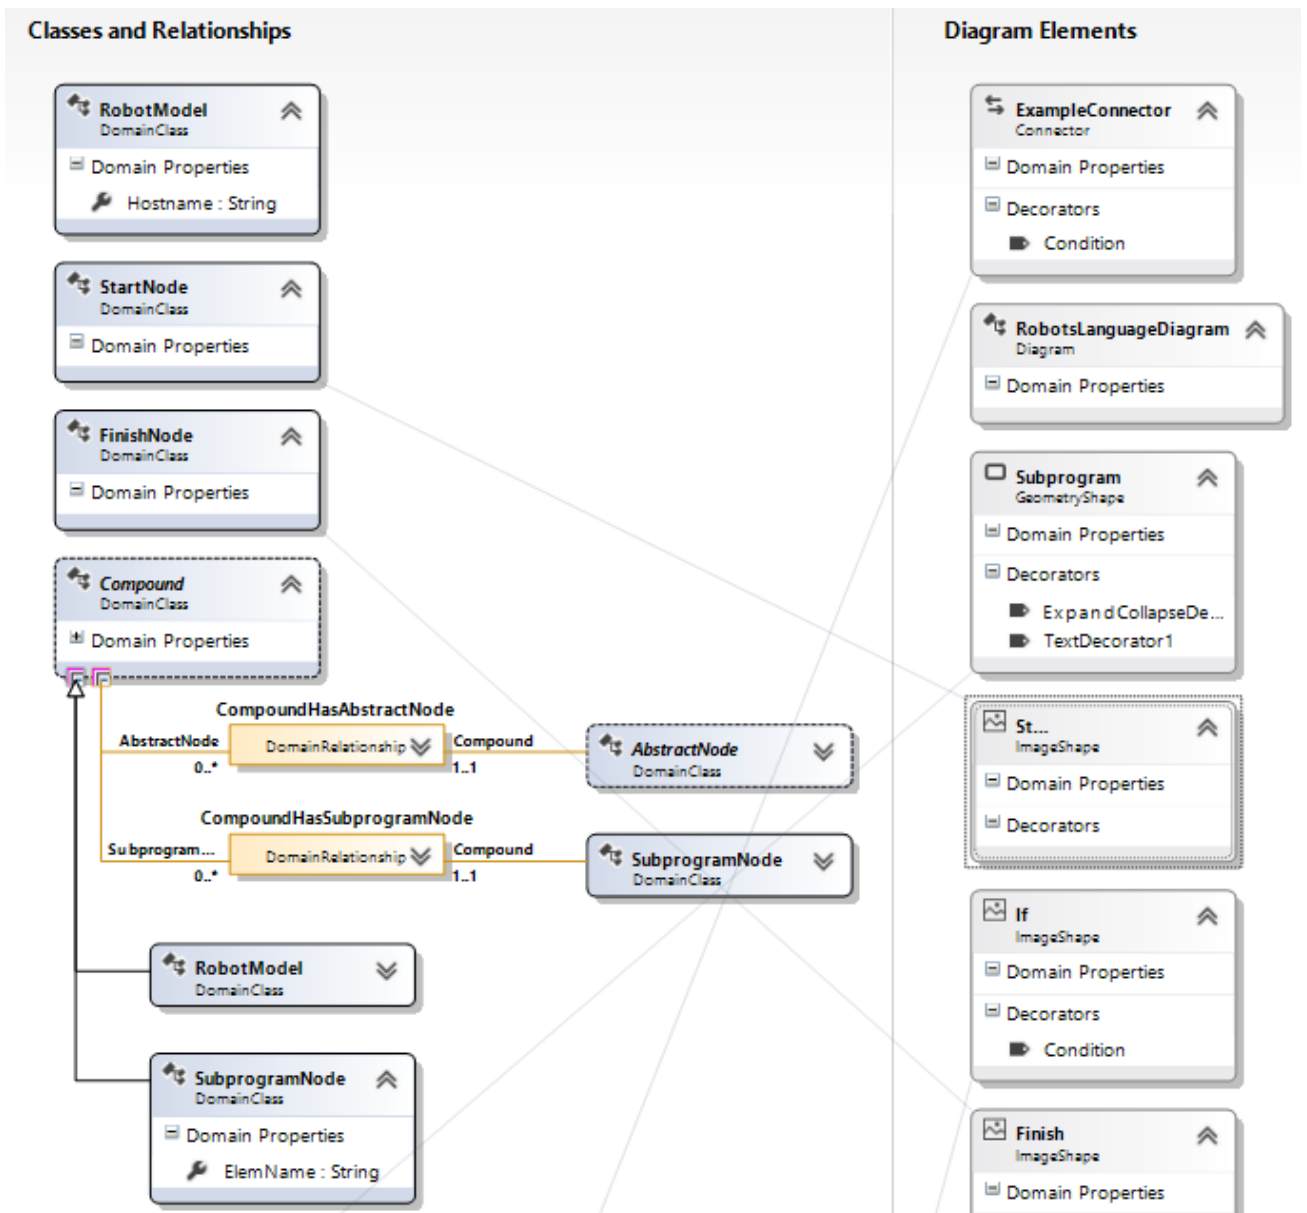 Classes and Relationships
RobotModel
DomainClass
Domain Properties
Hostname : String
StartNode
DomainClass
Domain Properties
FinishNode
DomainClass
Domain Properties
Compound
DomainClass
Domain Properties
CompoundHasAbstractNode
AbstractNode
0..*
DomainRelationship
Compound
1..1
AbstractNode
DomainClass
CompoundHasSubprogramNode
Subprogram...
0..*
DomainRelationship
Compound
1..1
SubprogramNode
DomainClass
RobotModel
DomainClass
SubprogramNode
DomainClass
Domain Properties
ElemName : String
Diagram Elements
ExampleConnector
Connector
Domain Properties
Decorators
Condition
RobotsLanguageDiagram
Diagram
Domain Properties
Subprogram
GeometryShape
Domain Properties
Decorators
ExpandCollapseDe...
TextDecorator1
St...
ImageShape
Domain Properties
Decorators
If
ImageShape
Domain Properties
Decorators
Condition
Finish
ImageShape
Domain Properties